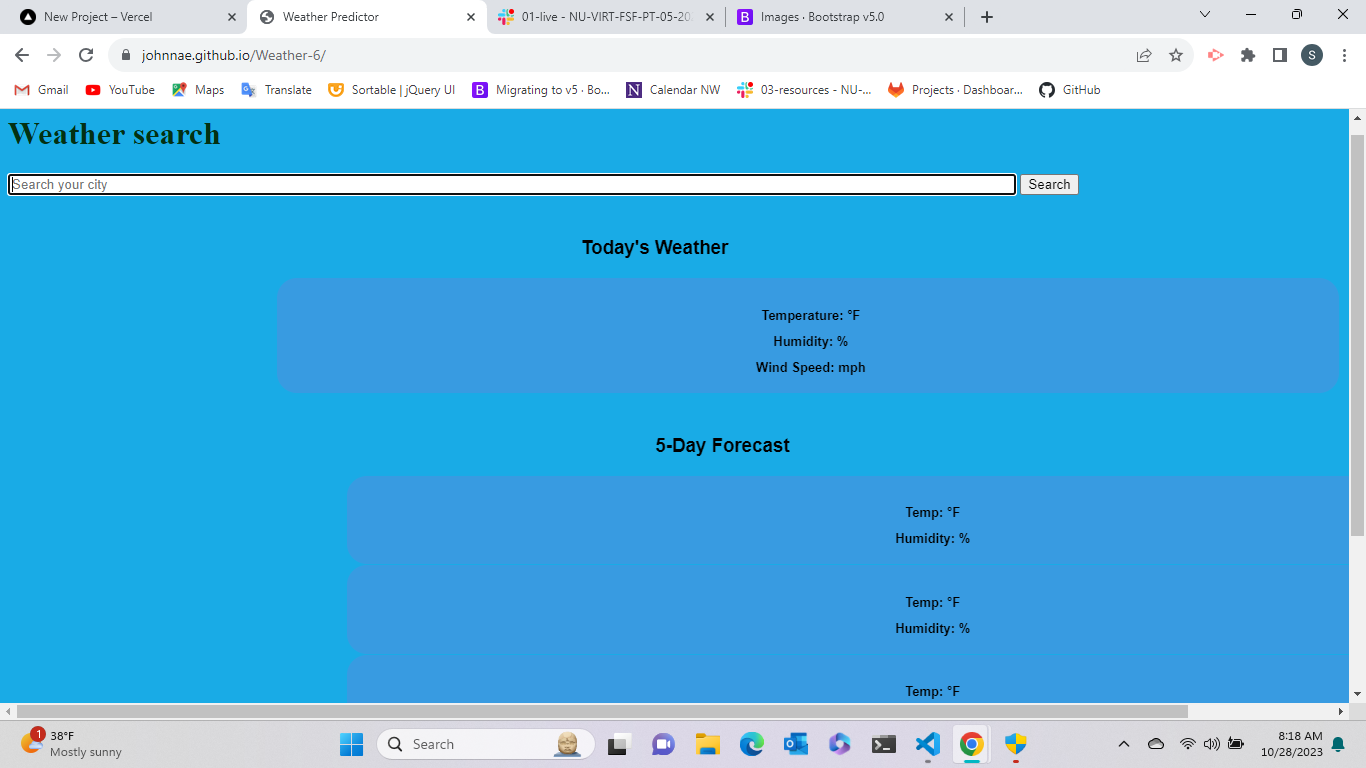 New Project – Vercel
Weather Predictor
01-live - NU-VIRT-FSF-PT-05-20
Images · Bootstrap v5.0
johnnae.github.io/Weather-6/
S
Gmail
YouTube
Maps
Translate
Sortable | jQuery UI
B
Migrating to v5 · Bo...
N
Calendar NW
03-resources - NU-...
Projects · Dashboar...
GitHub
Weather search
Search your city
Search
Today's Weather
Temperature: °F
Humidity: %
Wind Speed: mph
5-Day Forecast
Temp: °F
Humidity: %
Temp: °F
Humidity: %
Temp: °F
1
38°F
Mostly sunny
Search
8:18 AM
10/28/2023